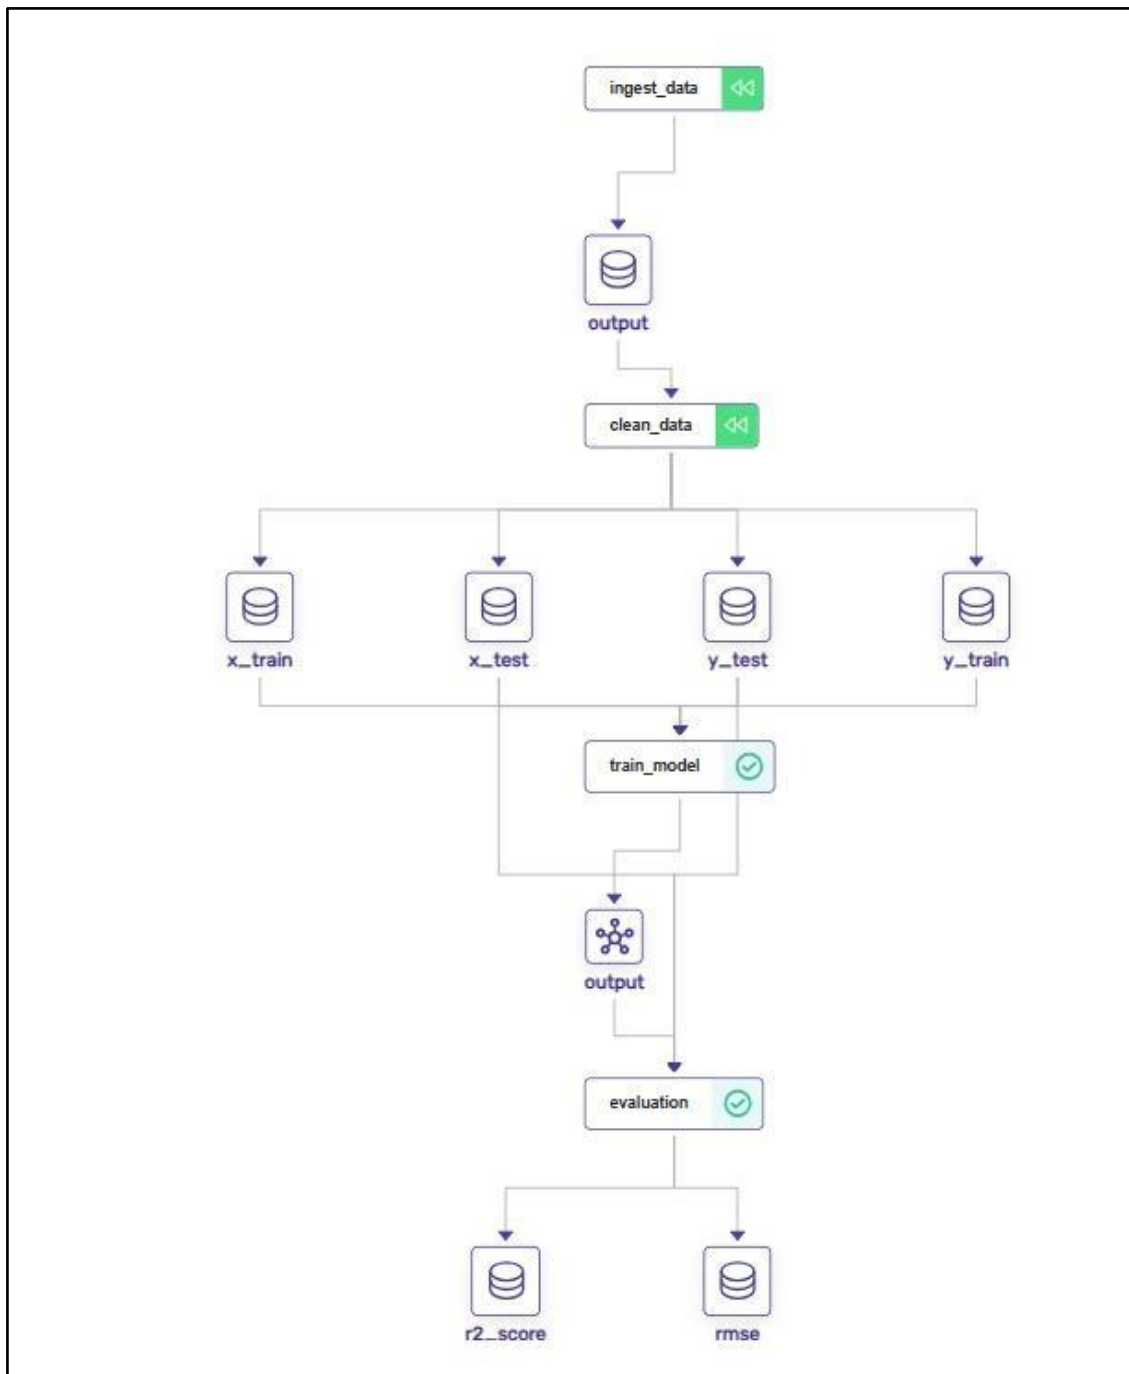 ingest_data
output
clean_data
x_train
x_test
y_test
y_train
train_model
output
evaluation
r2_score
rmse